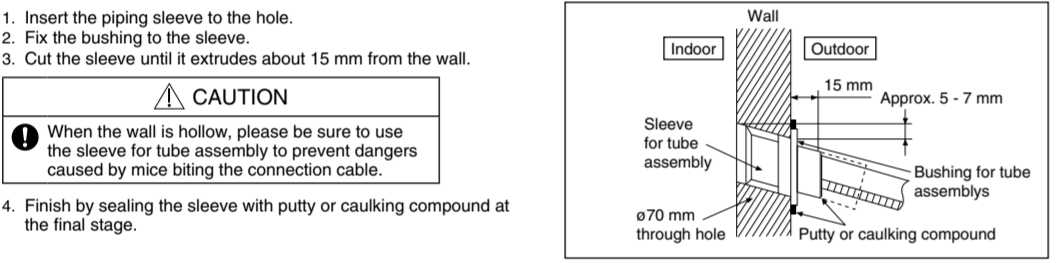 1. Insert the piping sleeve to the hole.
2. Fix the bushing to the sleeve.
3. Cut the sleeve until it extrudes about 15 mm from the wall.
CAUTION
When the wall is hollow, please be sure to use
the sleeve for tube assembly to prevent dangers
caused by mice biting the connection cable.
4. Finish by sealing the sleeve with putty or caulking compound at
the final stage.
Wall
Indoor
Outdoor
15 mm
Approx. 5 - 7 mm
Sleeve
for tube
assembly
Bushing for tube
assemblys
ø70 mm
through hole
Putty or caulking compound